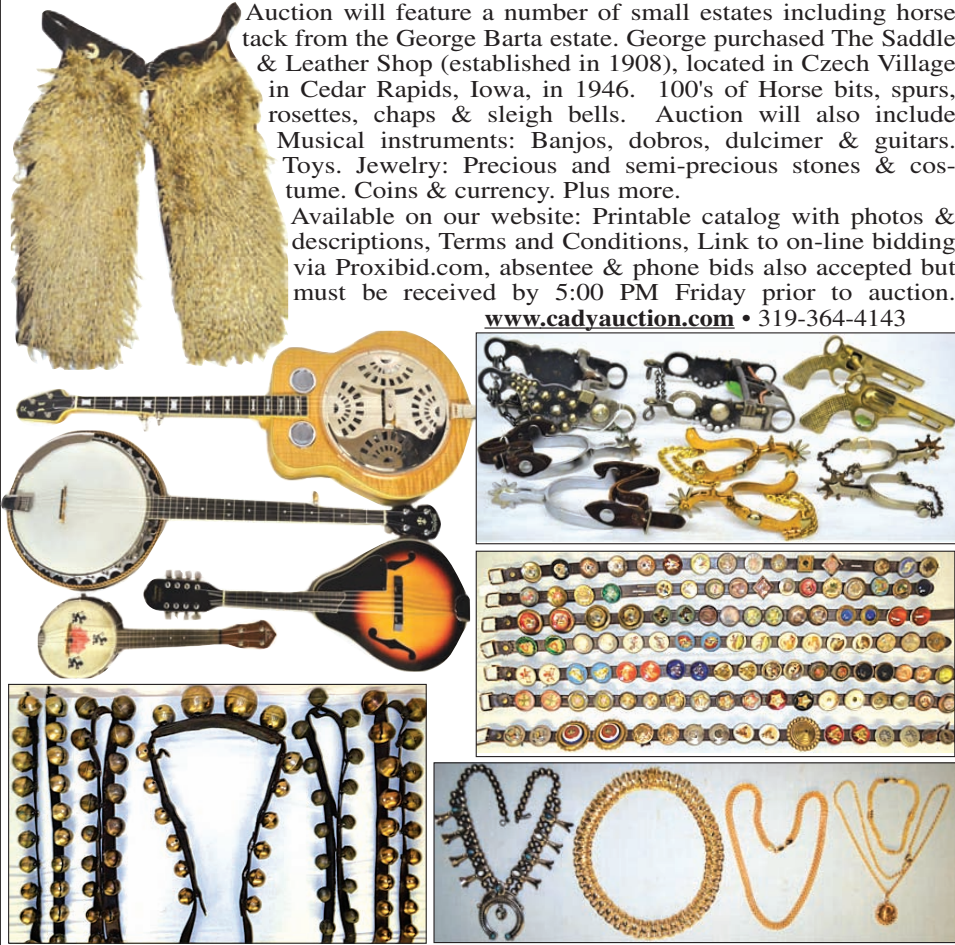 Auction will feature a number of small estates including horse
tack from the George Barta estate. George purchased The Saddle
& Leather Shop (established in 1908), located in Czech Village
in Cedar Rapids, Iowa, in 1946. 100's of Horse bits, spurs,
rosettes, chaps & sleigh bells. Auction will also include
Musical instruments: Banjos, dobros, dulcimer & guitars.
Toys. Jewelry: Precious and semi-precious stones & cos-
tume. Coins & currency. Plus more.
Available on our website: Printable catalog with photos &
descriptions, Terms and Conditions, Link to on-line bidding
via Proxibid.com, absentee & phone bids also accepted but
must be received by 5:00 PM Friday prior to auction.
www.cadyauction.com • 319-364-4143